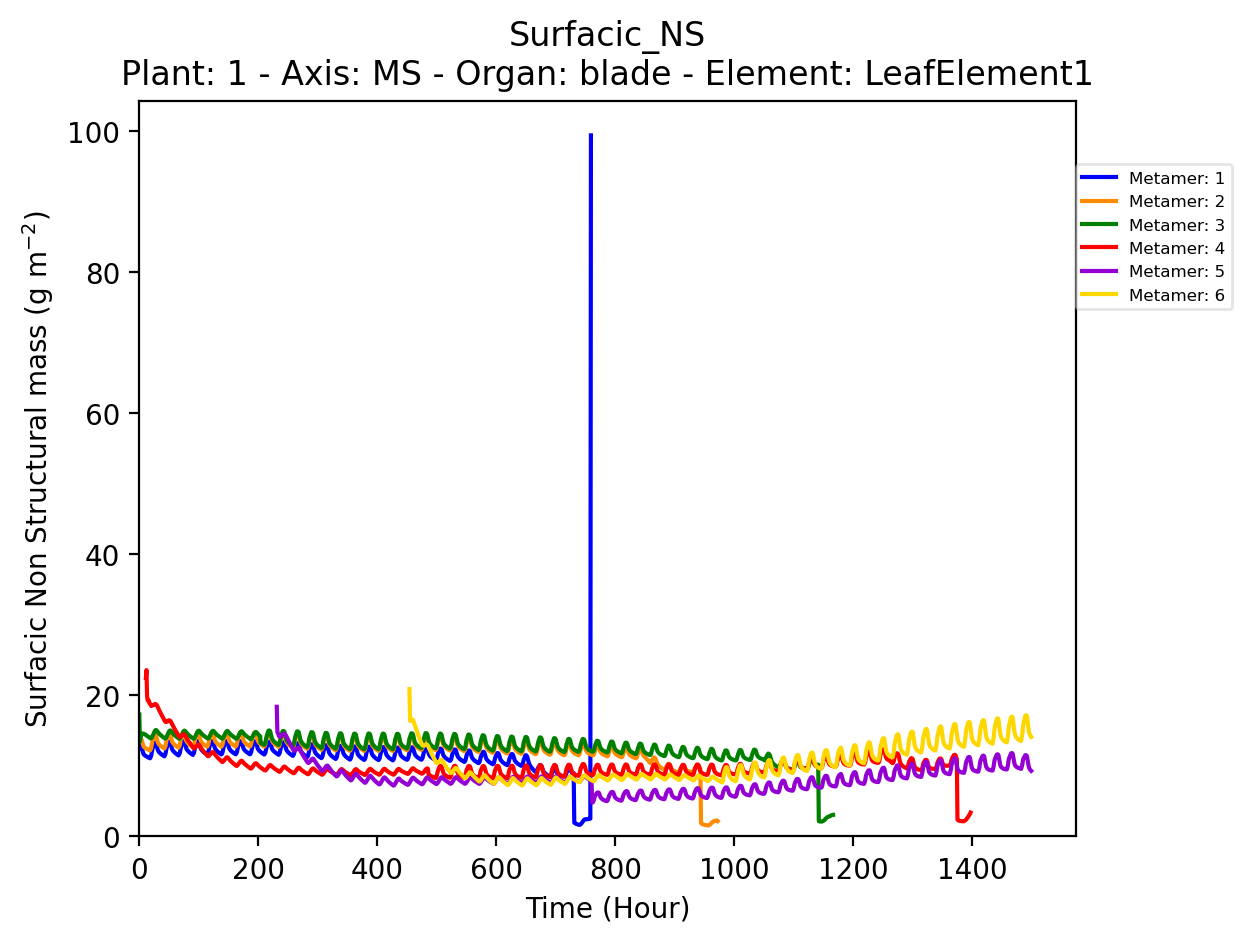 Surfacic_NS
Plant: 1 - Axis: MS - Organ: blade - Element: LeafElement1
100
80
60
40
20
0
Surfacic Non Structural mass (g m⁻²)
0 200 400 600 800 1000 1200 1400
Time (Hour)
Metamer: 1
Metamer: 2
Metamer: 3
Metamer: 4
Metamer: 5
Metamer: 6